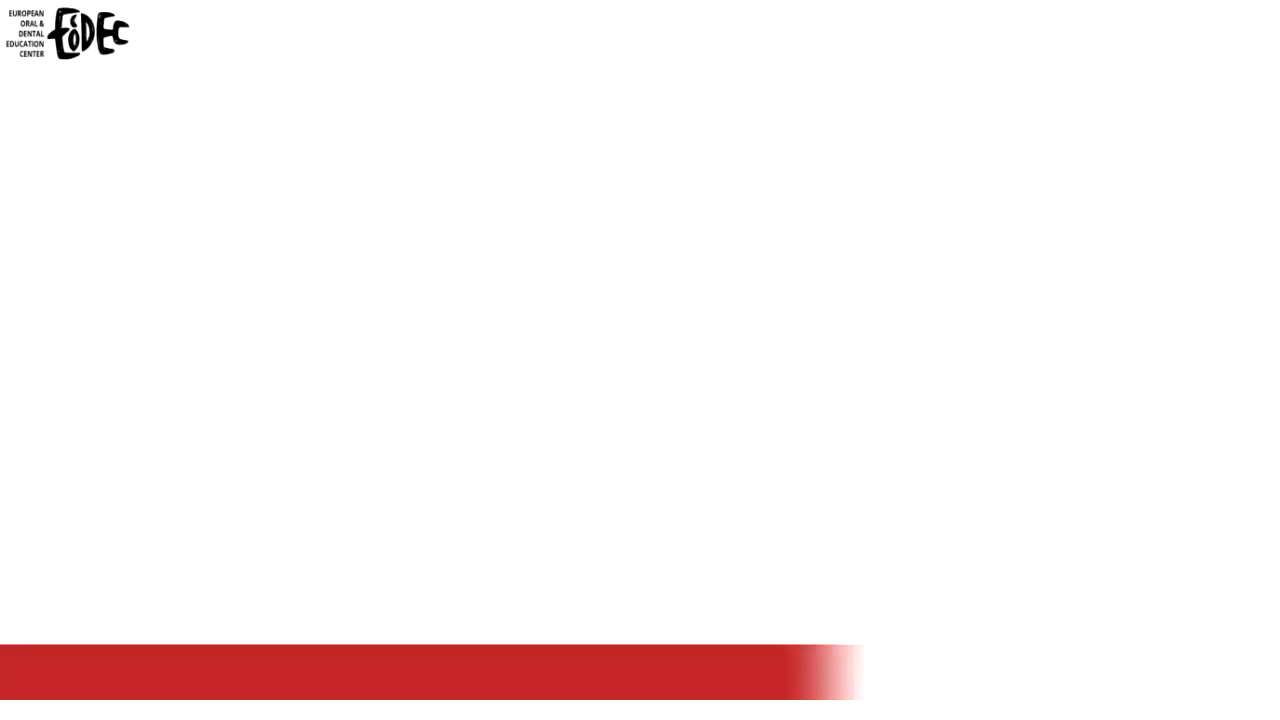 EUROPEAN
ORAL &
DENTAL
EDUCATION
CENTER
EODEC